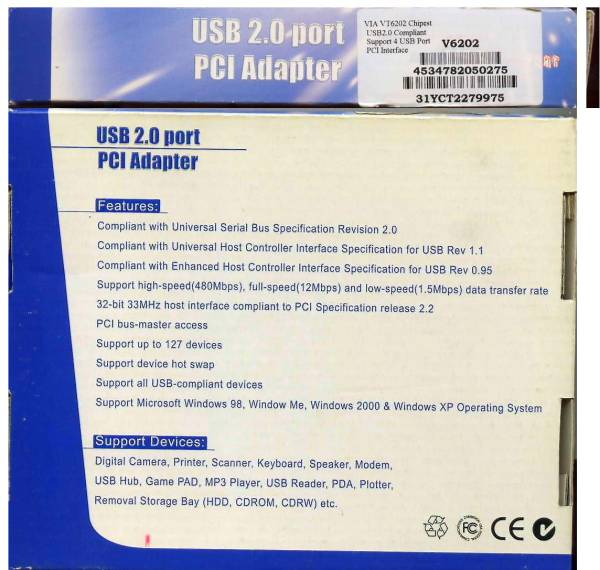 USB 2.0 port
PCI Adapter
VIA VT6202 Chipest
USB2.0 Compliant
Support 4 USB Port V6202
PCI Interface
4534782050275
31YCT2279975
USB 2.0 port
PCI Adapter
Features:
Compliant with Universal Serial Bus Specification Revision 2.0
Compliant with Universal Host Controller Interface Specification for USB Rev 1.1
Compliant with Enhanced Host Controller Interface Specification for USB Rev 0.95
Support high-speed(480Mbps), full-speed(12Mbps) and low-speed(1.5Mbps) data transfer rate
32-bit 33MHz host interface compliant to PCI Specification release 2.2
PCI bus-master access
Support up to 127 devices
Support device hot swap
Support all USB-compliant devices
Support Microsoft Windows 98, Window Me, Windows 2000 & Windows XP Operating System
Support Devices:
Digital Camera, Printer, Scanner, Keyboard, Speaker, Modem,
USB Hub, Game PAD, MP3 Player, USB Reader, PDA, Plotter,
Removal Storage Bay (HDD, CDROM, CDRW) etc.
FC CE